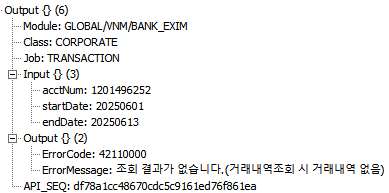 Output {} (6)
Module: GLOBAL/VNM/BANK_EXIM
Class: CORPORATE
Job: TRANSACTION
Input {} (3)
acctNum: 1201496252
startDate: 20250601
endDate: 20250613
Output {} (2)
ErrorCode: 42110000
ErrorMessage: 조회 결과가 없습니다.(거래내역조회 시 거래내역 없음)
API_SEQ: df78a1cc48670cdc5c9161ed76f861ea